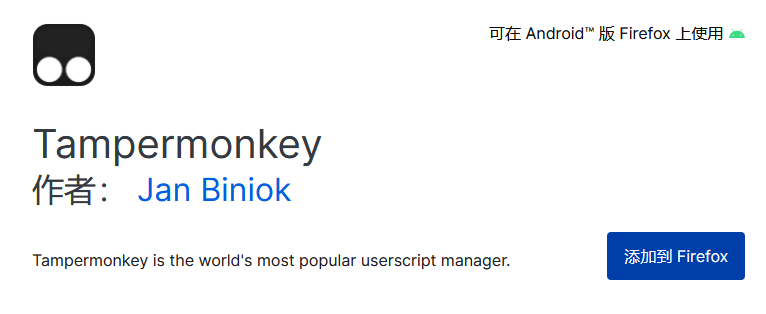 可在 Android™ 版 Firefox 上使用
Tampermonkey
作者： Jan Biniok
Tampermonkey is the world's most popular userscript manager.
添加到 Firefox